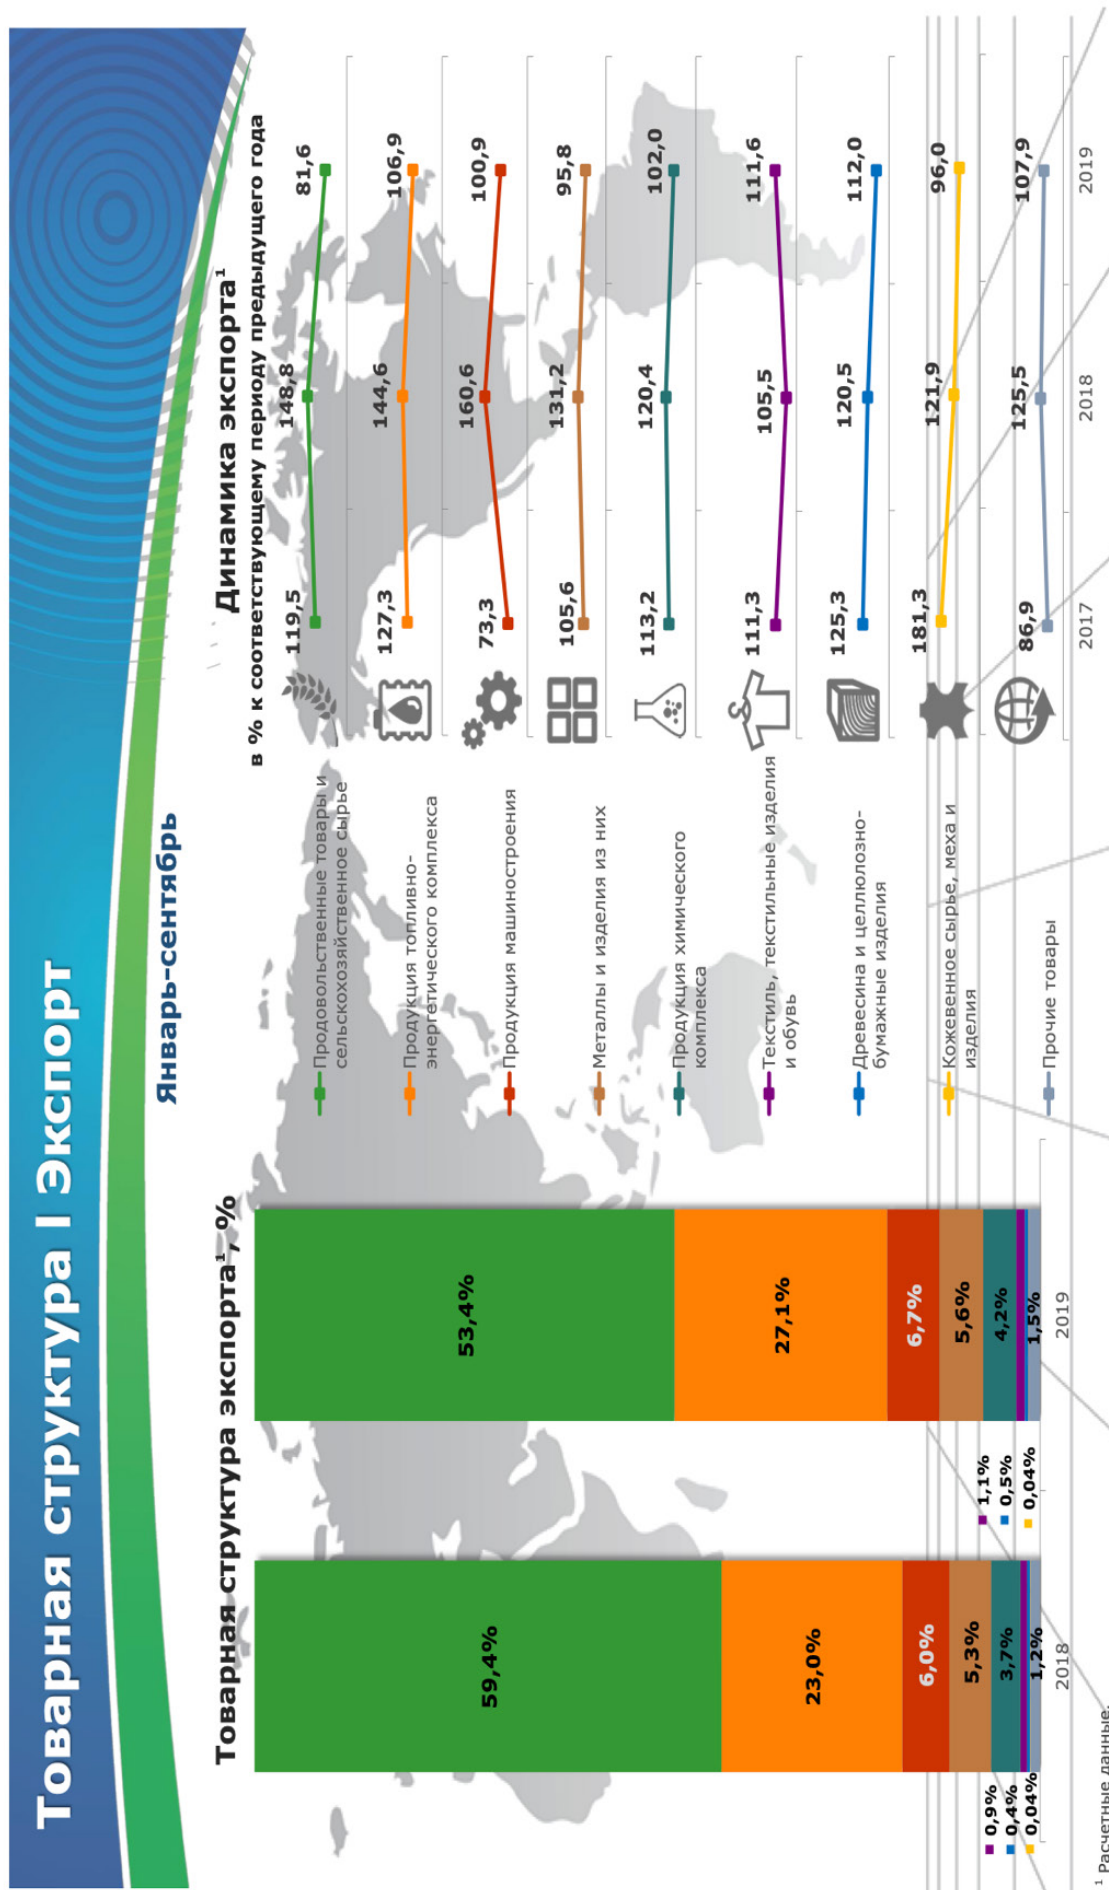 Товарная структура | Экспорт
Январь-сентябрь
Товарная структура экспорта¹, %
59,4%
23,0%
6,0%
5,3%
3,7%
1,2%
0,9%
0,4%
0,04%
2018
53,4%
27,1%
6,7%
5,6%
4,2%
1,5%
1,1%
0,5%
0,04%
2019
Продовольственные товары и
сельскохозяйственное сырье
Продукция топливно-
энергетического комплекса
Продукция машиностроения
Металлы и изделия из них
Продукция химического
комплекса
Текстиль, текстильные изделия
и обувь
Древесина и целлюлозно-
бумажные изделия
Кожевенное сырье, меха и
изделия
Прочие товары
Динамика экспорта¹
в % к соответствующему периоду предыдущего года
119,5 148,8 81,6
127,3 144,6 106,9
73,3 160,6 100,9
105,6 131,2 95,8
113,2 120,4 102,0
111,3 105,5 111,6
125,3 120,5 112,0
181,3 121,9 96,0
86,9 125,5 107,9
2017 2018 2019
¹ Расчетные данные.